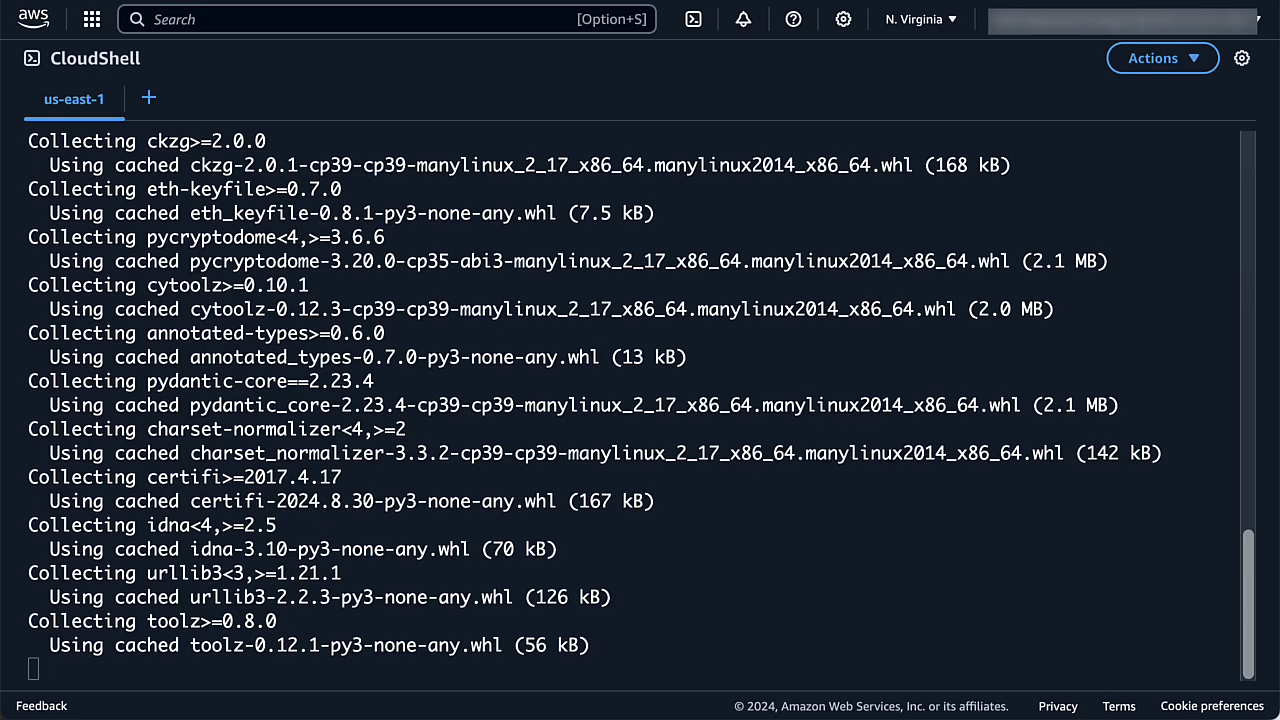 aws
Search [Option+S]
N. Virginia
CloudShell
Actions
us-east-1
Collecting ckzg>=2.0.0
Using cached ckzg-2.0.1-cp39-cp39-manylinux_2_17_x86_64.manylinux2014_x86_64.whl (168 kB)
Collecting eth-keyfile>=0.7.0
Using cached eth_keyfile-0.8.1-py3-none-any.whl (7.5 kB)
Collecting pycryptodome<4,>=3.6.6
Using cached pycryptodome-3.20.0-cp35-abi3-manylinux_2_17_x86_64.manylinux2014_x86_64.whl (2.1 MB)
Collecting cytoolz>=0.10.1
Using cached cytoolz-0.12.3-cp39-cp39-manylinux_2_17_x86_64.manylinux2014_x86_64.whl (2.0 MB)
Collecting annotated-types>=0.6.0
Using cached annotated_types-0.7.0-py3-none-any.whl (13 kB)
Collecting pydantic-core==2.23.4
Using cached pydantic_core-2.23.4-cp39-cp39-manylinux_2_17_x86_64.manylinux2014_x86_64.whl (2.1 MB)
Collecting charset-normalizer<4,>=2
Using cached charset_normalizer-3.3.2-cp39-cp39-manylinux_2_17_x86_64.manylinux2014_x86_64.whl (142 kB)
Collecting certifi>=2017.4.17
Using cached certifi-2024.8.30-py3-none-any.whl (167 kB)
Collecting idna<4,>=2.5
Using cached idna-3.10-py3-none-any.whl (70 kB)
Collecting urllib3<3,>=1.21.1
Using cached urllib3-2.2.3-py3-none-any.whl (126 kB)
Collecting toolz>=0.8.0
Using cached toolz-0.12.1-py3-none-any.whl (56 kB)
Feedback © 2024, Amazon Web Services, Inc. or its affiliates. Privacy Terms Cookie preferences